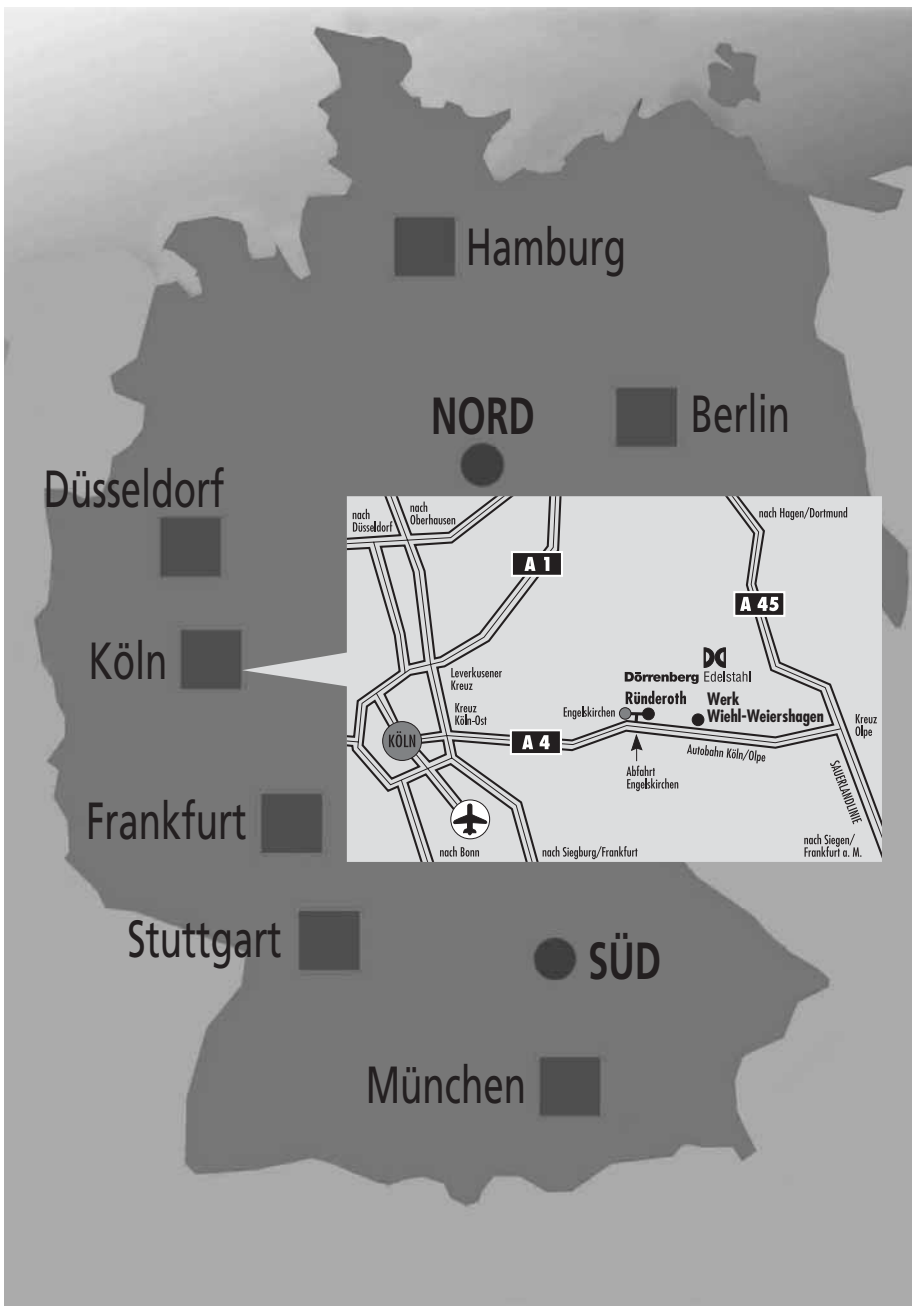 Hamburg
NORD
Berlin
Düsseldorf
Köln
nach
Düsseldorf
nach
Oberhausen
A 1
nach Hagen/Dortmund
A 45
Leverkusener
Kreuz
Kreuz
Köln-Ost
KÖLN
A 4
Dörrenberg Edelstahl
Engelskirchen
Ründeroth
Werk
Wiehl-Weiershagen
Autobahn Köln/Olpe
Abfahrt
Engelskirchen
Kreuz
Olpe
SAUERLANDLINIE
nach Bonn
nach Siegburg/Frankfurt
nach Siegen/
Frankfurt a. M.
Frankfurt
Stuttgart
SÜD
München